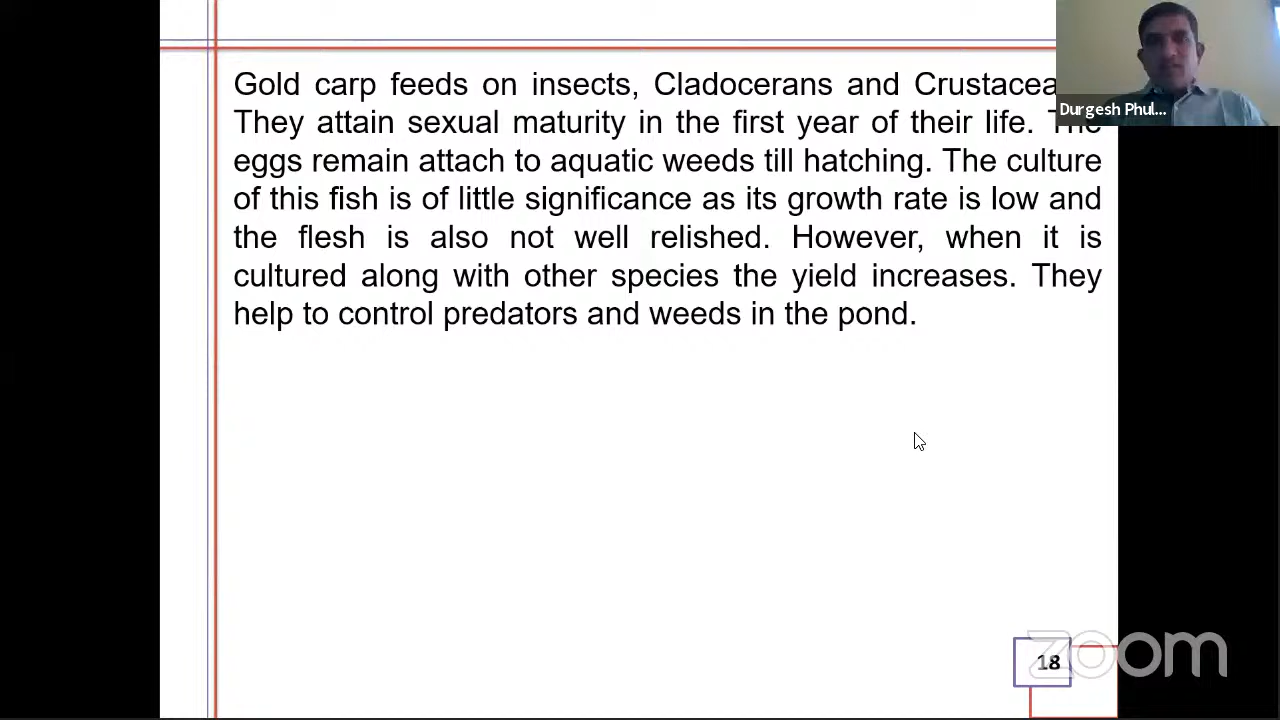 Gold carp feeds on insects, Cladocerans and Crustacea
They attain sexual maturity in the first year of their life. The
eggs remain attach to aquatic weeds till hatching. The culture
of this fish is of little significance as its growth rate is low and
the flesh is also not well relished. However, when it is
cultured along with other species the yield increases. They
help to control predators and weeds in the pond.
Durgesh Phul...
18
zoom